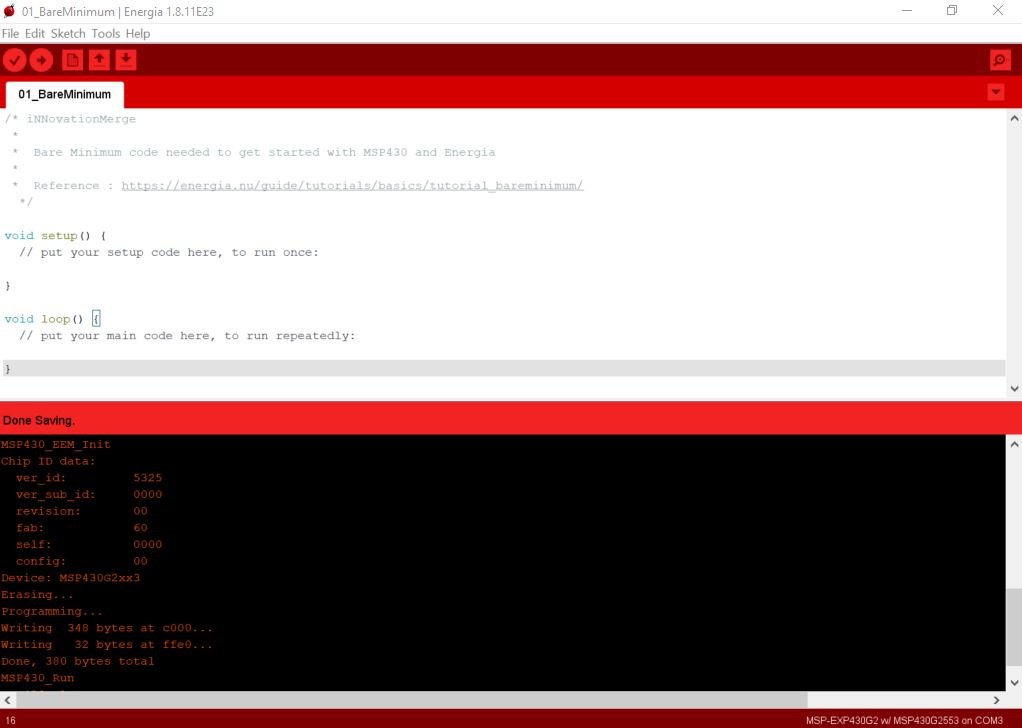 01_BareMinimum | Energia 1.8.11E23
File Edit Sketch Tools Help
01_BareMinimum
/* iNNovationMerge
 *
 *  Bare Minimum code needed to get started with MSP430 and Energia
 *
 *  Reference : https://energia.nu/guide/tutorials/basics/tutorial_bareminimum/
  */
void setup() {
  // put your setup code here, to run once:
}
void loop() {
  // put your main code here, to run repeatedly:
}
Done Saving.
MSP430_EEM_Init
Chip ID data:
  ver_id:         5325
  ver_sub_id:     0000
  revision:       00
  fab:            60
  self:           0000
  config:         00
Device: MSP430G2xx3
Erasing...
Programming...
Writing  348 bytes at c000...
Writing   32 bytes at ffe0...
Done, 380 bytes total
MSP430_Run
16
MSP-EXP430G2 w/ MSP430G2553 on COM3